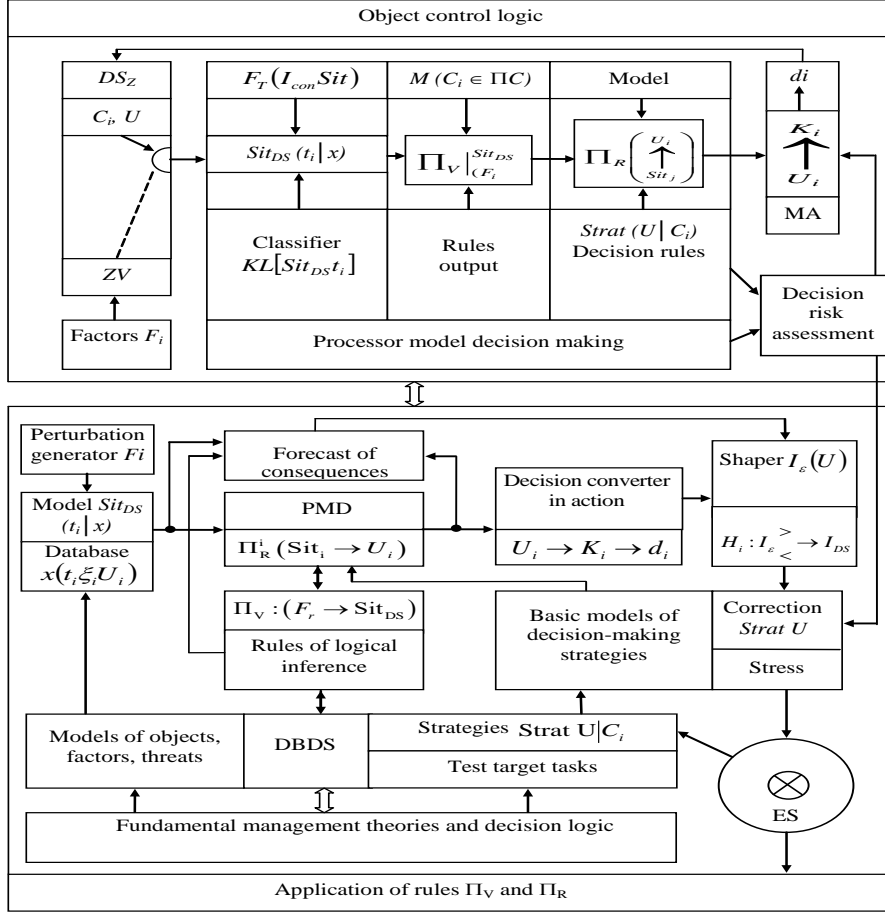 Object control logic
DS_Z
C_i, U
ZV
Factors F_i
F_T(I_con Sit)
Sit_DS (t_i | x)
Classifier
KL[Sit_DS t_i]
M (C_i ∈ ΠC)
Π_V |^Sit_DS _(F_i
Rules
output
Model
Π_R ( U_i ↑ Sit_j )
Strat (U | C_i)
Decision rules
Processor model decision making
di
K_i
U_i
MA
Decision
risk
assessment
Perturbation
generator Fi
Model Sit_DS
(t_i | x)
Database
x(t_i ξ_i U_i)
Forecast of
consequences
PMD
Π_R^i (Sit_i → U_i)
Π_V : (F_r → Sit_DS)
Rules of logical
inference
Decision converter
in action
U_i → K_i → d_i
Shaper I_ε(U)
H_i : I_ε > < → I_DS
Basic models of
decision-making
strategies
Correction
Strat U
Stress
Models of objects,
factors, threats
DBDS
Strategies Strat U|C_i
Test target tasks
ES
Fundamental management theories and decision logic
Application of rules Π_V and Π_R